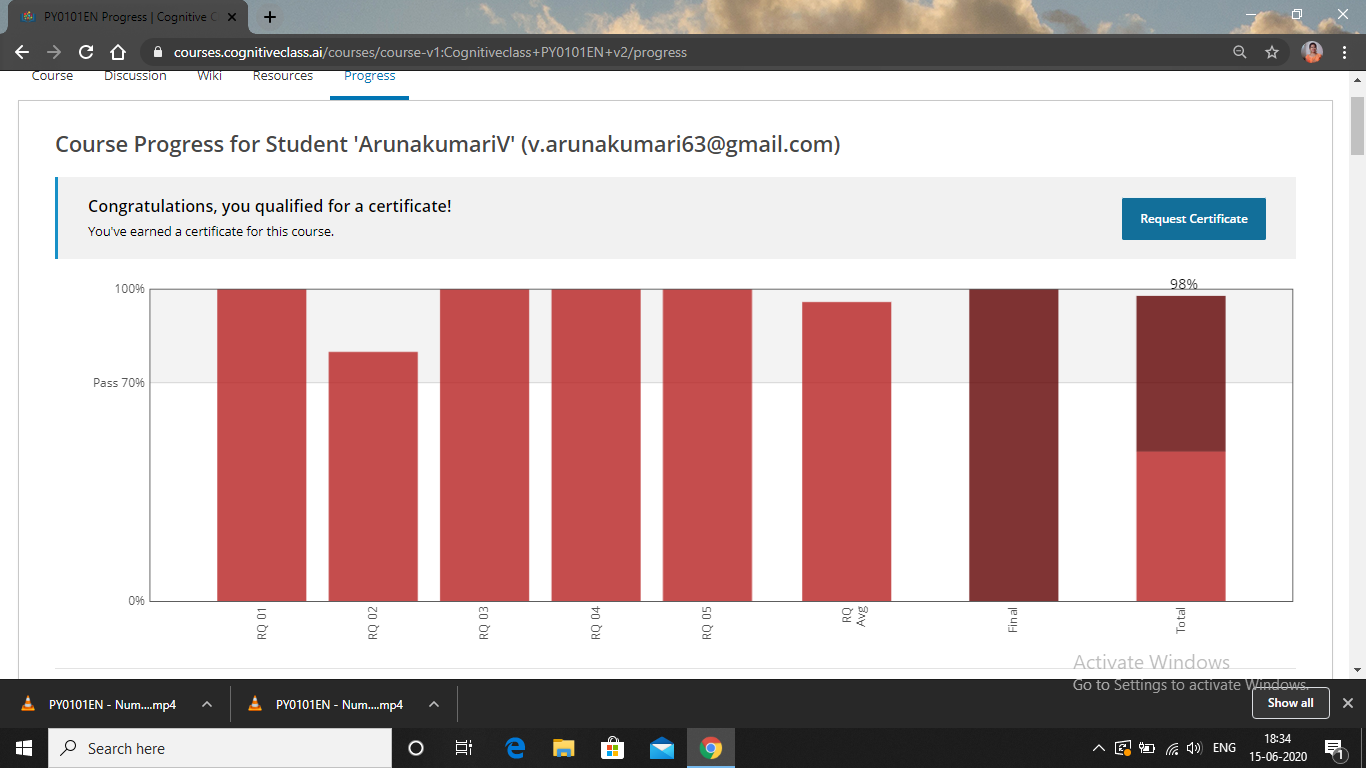 PY0101EN Progress | Cognitive C
courses.cognitiveclass.ai/courses/course-v1:Cognitiveclass+PY0101EN+v2/progress
Course Discussion Wiki Resources Progress
Course Progress for Student 'ArunakumariV' (v.arunakumari63@gmail.com)
Congratulations, you qualified for a certificate!
You've earned a certificate for this course.
Request Certificate
98%
100%
Pass 70%
0%
RQ 01
RQ 02
RQ 03
RQ 04
RQ 05
RQ
Avg
Final
Total
Activate Windows
Go to Settings to activate Windows.
PY0101EN - Num....mp4
PY0101EN - Num....mp4
Show all
Search here
ENG
18:34
15-06-2020
1